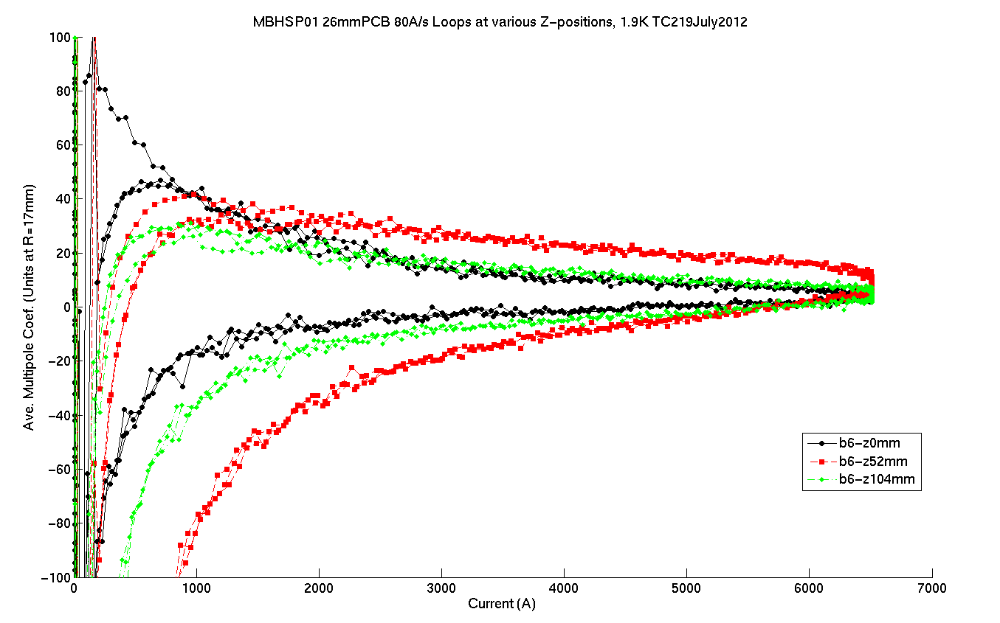 MBHSP01 26mmPCB 80A/s Loops at various Z-positions, 1.9K TC219July2012
Ave. Multipole Coef. (Units at R=17mm)
100
80
60
40
20
0
-20
-40
-60
-80
-100
0 1000 2000 3000 4000 5000 6000 7000
Current (A)
b6-z0mm
b6-z52mm
b6-z104mm